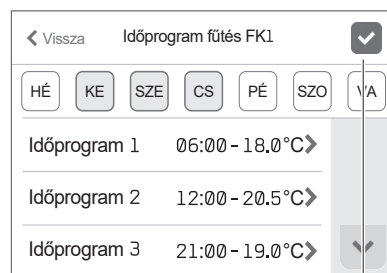 Vissza Időprogram fűtés FK1
HÉ KE SZE CS PÉ SZO VA
Időprogram 1 06:00 - 18.0°C
Időprogram 2 12:00 - 20.5°C
Időprogram 3 21:00 - 19.0°C